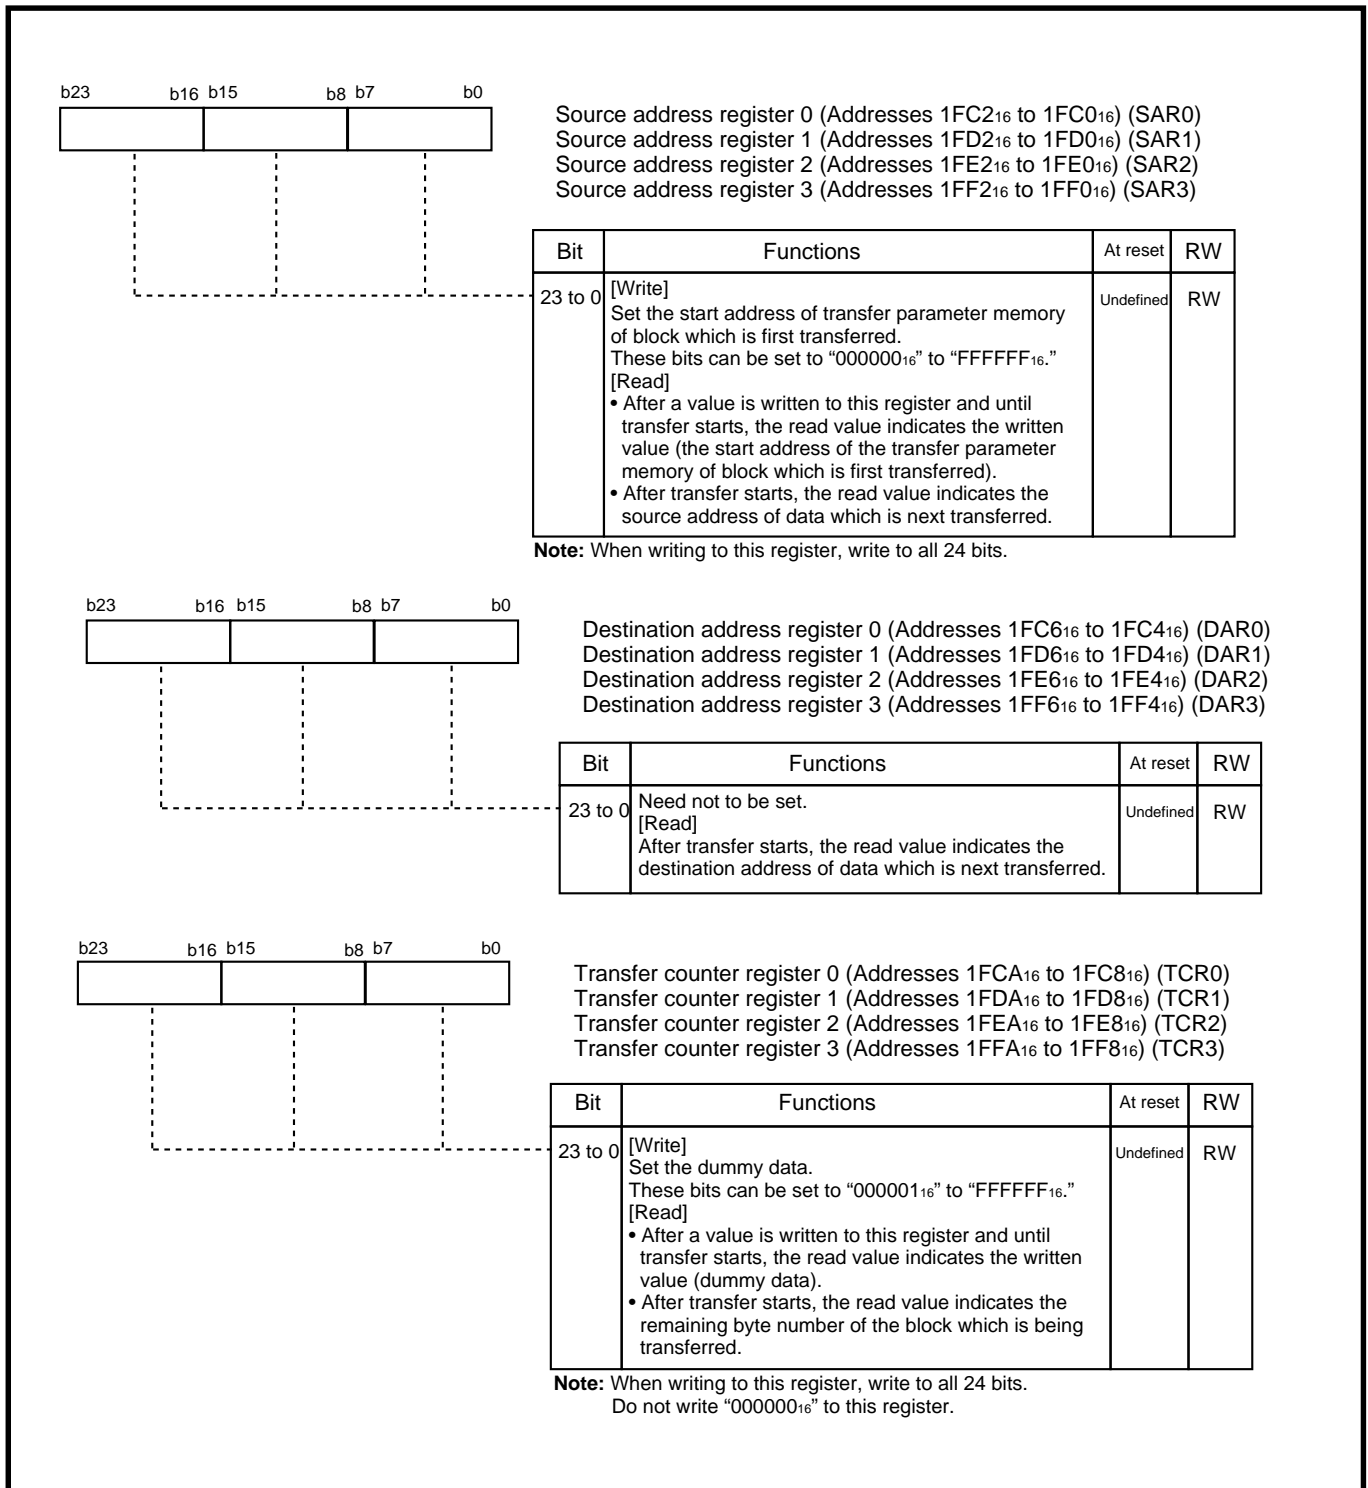 b23 b16 b15 b8 b7 b0
Source address register 0 (Addresses 1FC2₁₆ to 1FC0₁₆) (SAR0)
Source address register 1 (Addresses 1FD2₁₆ to 1FD0₁₆) (SAR1)
Source address register 2 (Addresses 1FE2₁₆ to 1FE0₁₆) (SAR2)
Source address register 3 (Addresses 1FF2₁₆ to 1FF0₁₆) (SAR3)
Bit Functions At reset RW
23 to 0 [Write] Undefined RW
Set the start address of transfer parameter memory
of block which is first transferred.
These bits can be set to “000000₁₆” to “FFFFFF₁₆.”
[Read]
• After a value is written to this register and until
transfer starts, the read value indicates the written
value (the start address of the transfer parameter
memory of block which is first transferred).
• After transfer starts, the read value indicates the
source address of data which is next transferred.
Note: When writing to this register, write to all 24 bits.
b23 b16 b15 b8 b7 b0
Destination address register 0 (Addresses 1FC6₁₆ to 1FC4₁₆) (DAR0)
Destination address register 1 (Addresses 1FD6₁₆ to 1FD4₁₆) (DAR1)
Destination address register 2 (Addresses 1FE6₁₆ to 1FE4₁₆) (DAR2)
Destination address register 3 (Addresses 1FF6₁₆ to 1FF4₁₆) (DAR3)
Bit Functions At reset RW
23 to 0 Need not to be set. Undefined RW
[Read]
After transfer starts, the read value indicates the
destination address of data which is next transferred.
b23 b16 b15 b8 b7 b0
Transfer counter register 0 (Addresses 1FCA₁₆ to 1FC8₁₆) (TCR0)
Transfer counter register 1 (Addresses 1FDA₁₆ to 1FD8₁₆) (TCR1)
Transfer counter register 2 (Addresses 1FEA₁₆ to 1FE8₁₆) (TCR2)
Transfer counter register 3 (Addresses 1FFA₁₆ to 1FF8₁₆) (TCR3)
Bit Functions At reset RW
23 to 0 [Write] Undefined RW
Set the dummy data.
These bits can be set to “000001₁₆” to “FFFFFF₁₆.”
[Read]
• After a value is written to this register and until
transfer starts, the read value indicates the written
value (dummy data).
• After transfer starts, the read value indicates the
remaining byte number of the block which is being
transferred.
Note: When writing to this register, write to all 24 bits.
Do not write “000000₁₆” to this register.